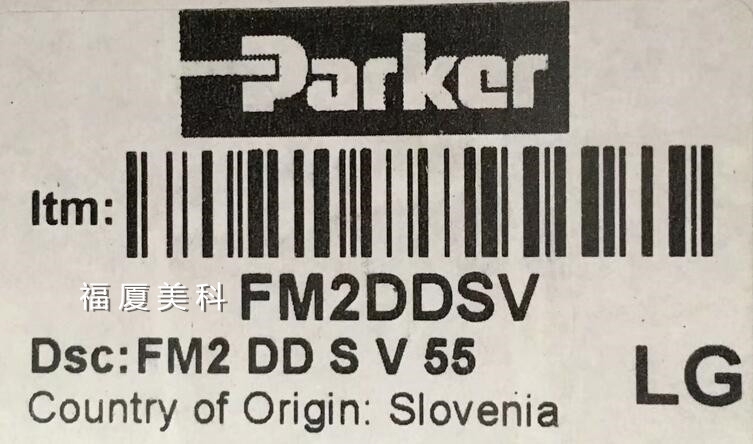 Parker
Itm:
福厦美科 FM2DDSV
Dsc:FM2 DD S V 55
LG
Country of Origin: Slovenia